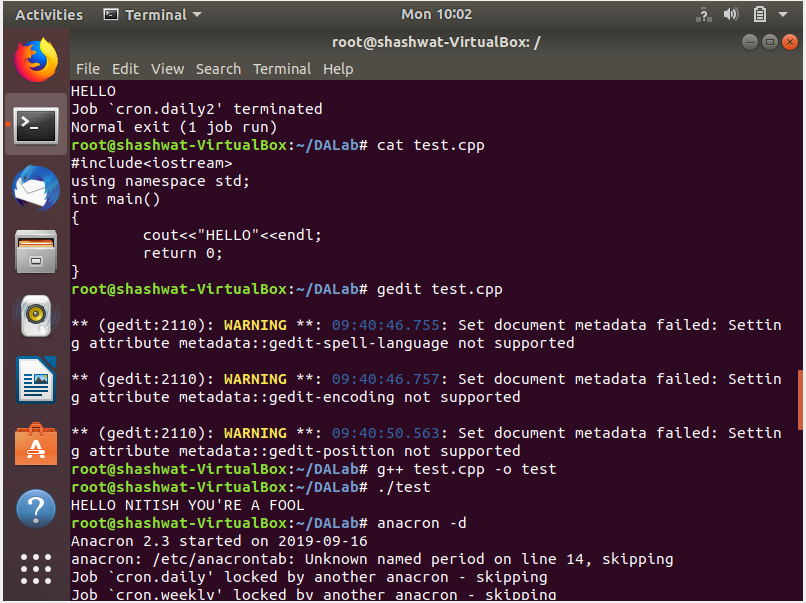 Activities Terminal Mon 10:02
root@shashwat-VirtualBox: /
File Edit View Search Terminal Help
HELLO
Job `cron.daily2' terminated
Normal exit (1 job run)
root@shashwat-VirtualBox:~/DALab# cat test.cpp
#include<iostream>
using namespace std;
int main()
{
        cout<<"HELLO"<<endl;
        return 0;
}
root@shashwat-VirtualBox:~/DALab# gedit test.cpp

** (gedit:2110): WARNING **: 09:40:46.755: Set document metadata failed: Settin
g attribute metadata::gedit-spell-language not supported

** (gedit:2110): WARNING **: 09:40:46.757: Set document metadata failed: Settin
g attribute metadata::gedit-encoding not supported

** (gedit:2110): WARNING **: 09:40:50.563: Set document metadata failed: Settin
g attribute metadata::gedit-position not supported
root@shashwat-VirtualBox:~/DALab# g++ test.cpp -o test
root@shashwat-VirtualBox:~/DALab# ./test
HELLO NITISH YOU'RE A FOOL
root@shashwat-VirtualBox:~/DALab# anacron -d
Anacron 2.3 started on 2019-09-16
anacron: /etc/anacrontab: Unknown named period on line 14, skipping
Job `cron.daily' locked by another anacron - skipping
Job `cron.weekly' locked by another anacron - skipping